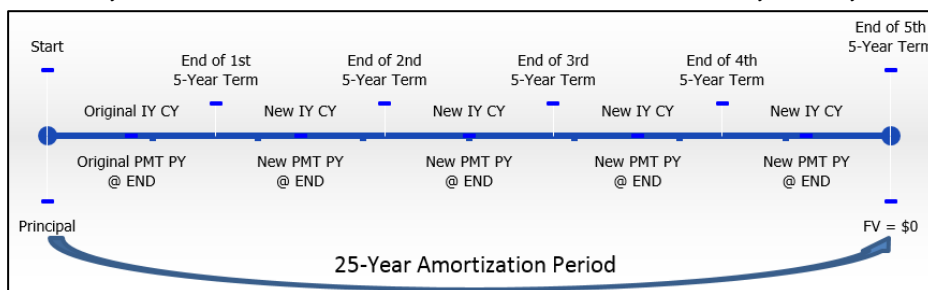 End of 5th
5-Year Term
Start
End of 1st
5-Year Term
End of 2nd
5-Year Term
End of 3rd
5-Year Term
End of 4th
5-Year Term
Original IY CY
New IY CY
New IY CY
New IY CY
New IY CY
Original PMT PY
@ END
New PMT PY
@ END
New PMT PY
@ END
New PMT PY
@ END
New PMT PY
@ END
Principal
FV = $0
25-Year Amortization Period